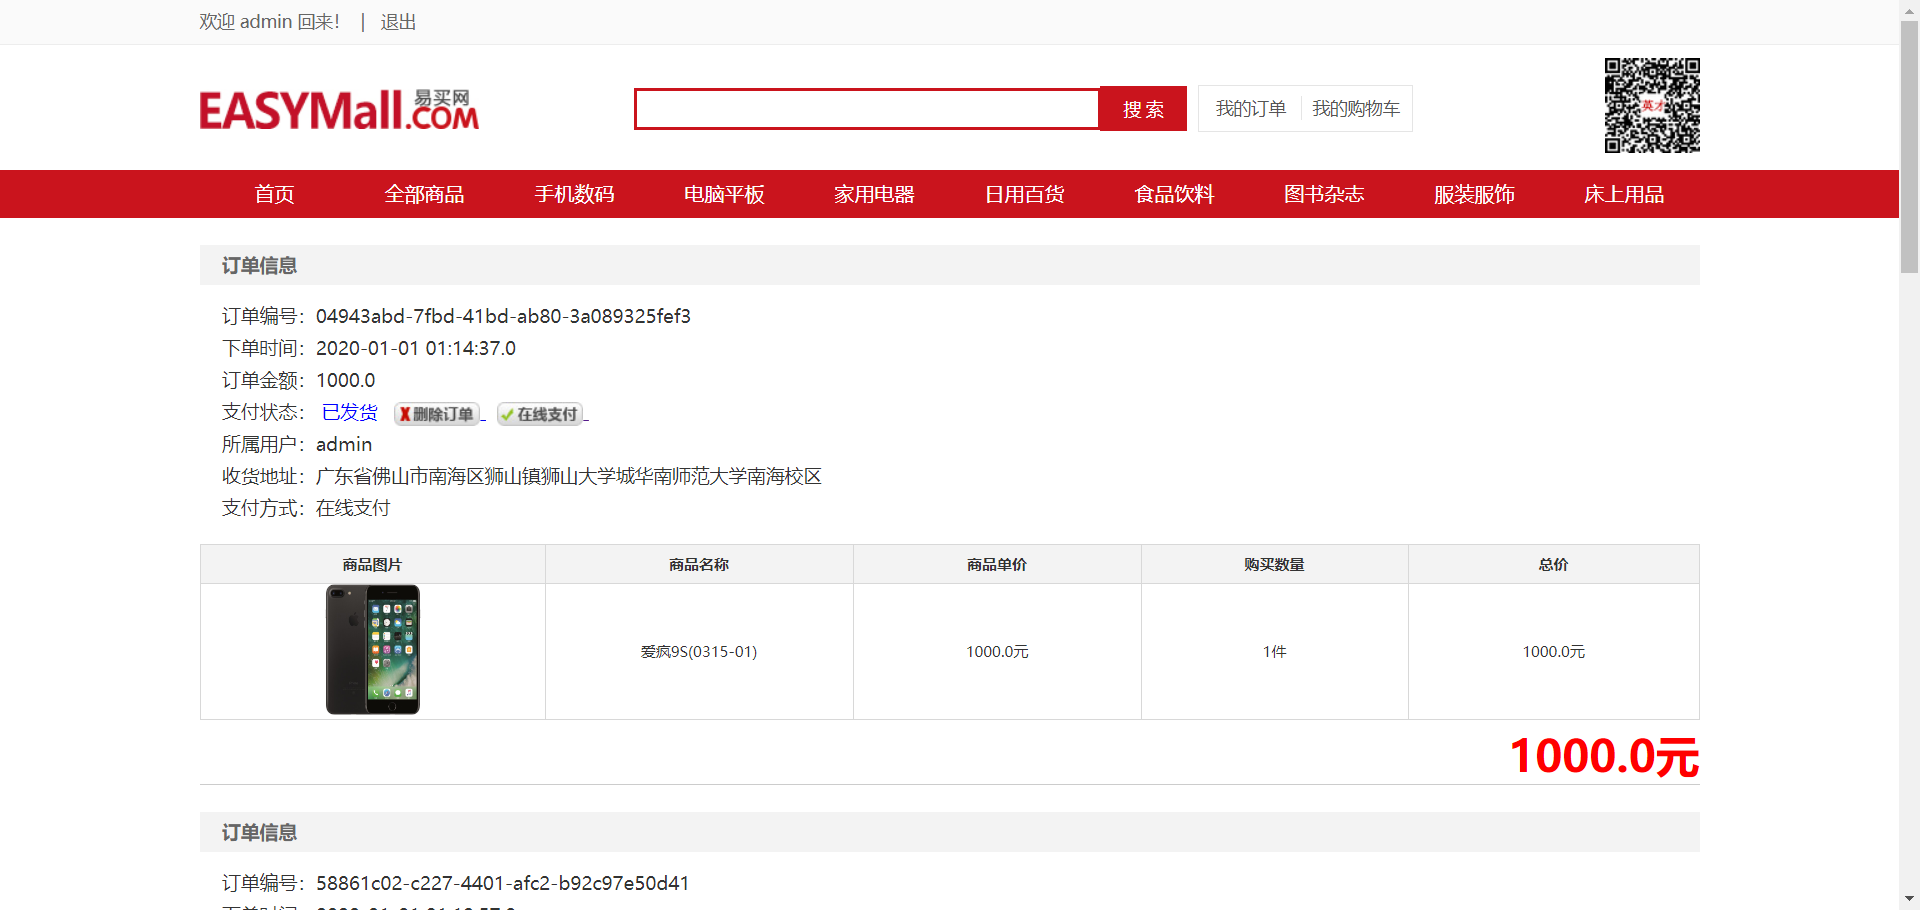 欢迎 admin 回来! | 退出
EASYMall.COM 易买网
搜 索
我的订单 | 我的购物车
英才
首页 全部商品 手机数码 电脑平板 家用电器 日用百货 食品饮料 图书杂志 服装服饰 床上用品
订单信息
订单编号：04943abd-7fbd-41bd-ab80-3a089325fef3
下单时间：2020-01-01 01:14:37.0
订单金额：1000.0
支付状态： 已发货 删除订单 在线支付
所属用户：admin
收货地址：广东省佛山市南海区狮山镇狮山大学城华南师范大学南海校区
支付方式：在线支付
商品图片 商品名称 商品单价 购买数量 总价
爱疯9S(0315-01) 1000.0元 1件 1000.0元
1000.0元
订单信息
订单编号：58861c02-c227-4401-afc2-b92c97e50d41